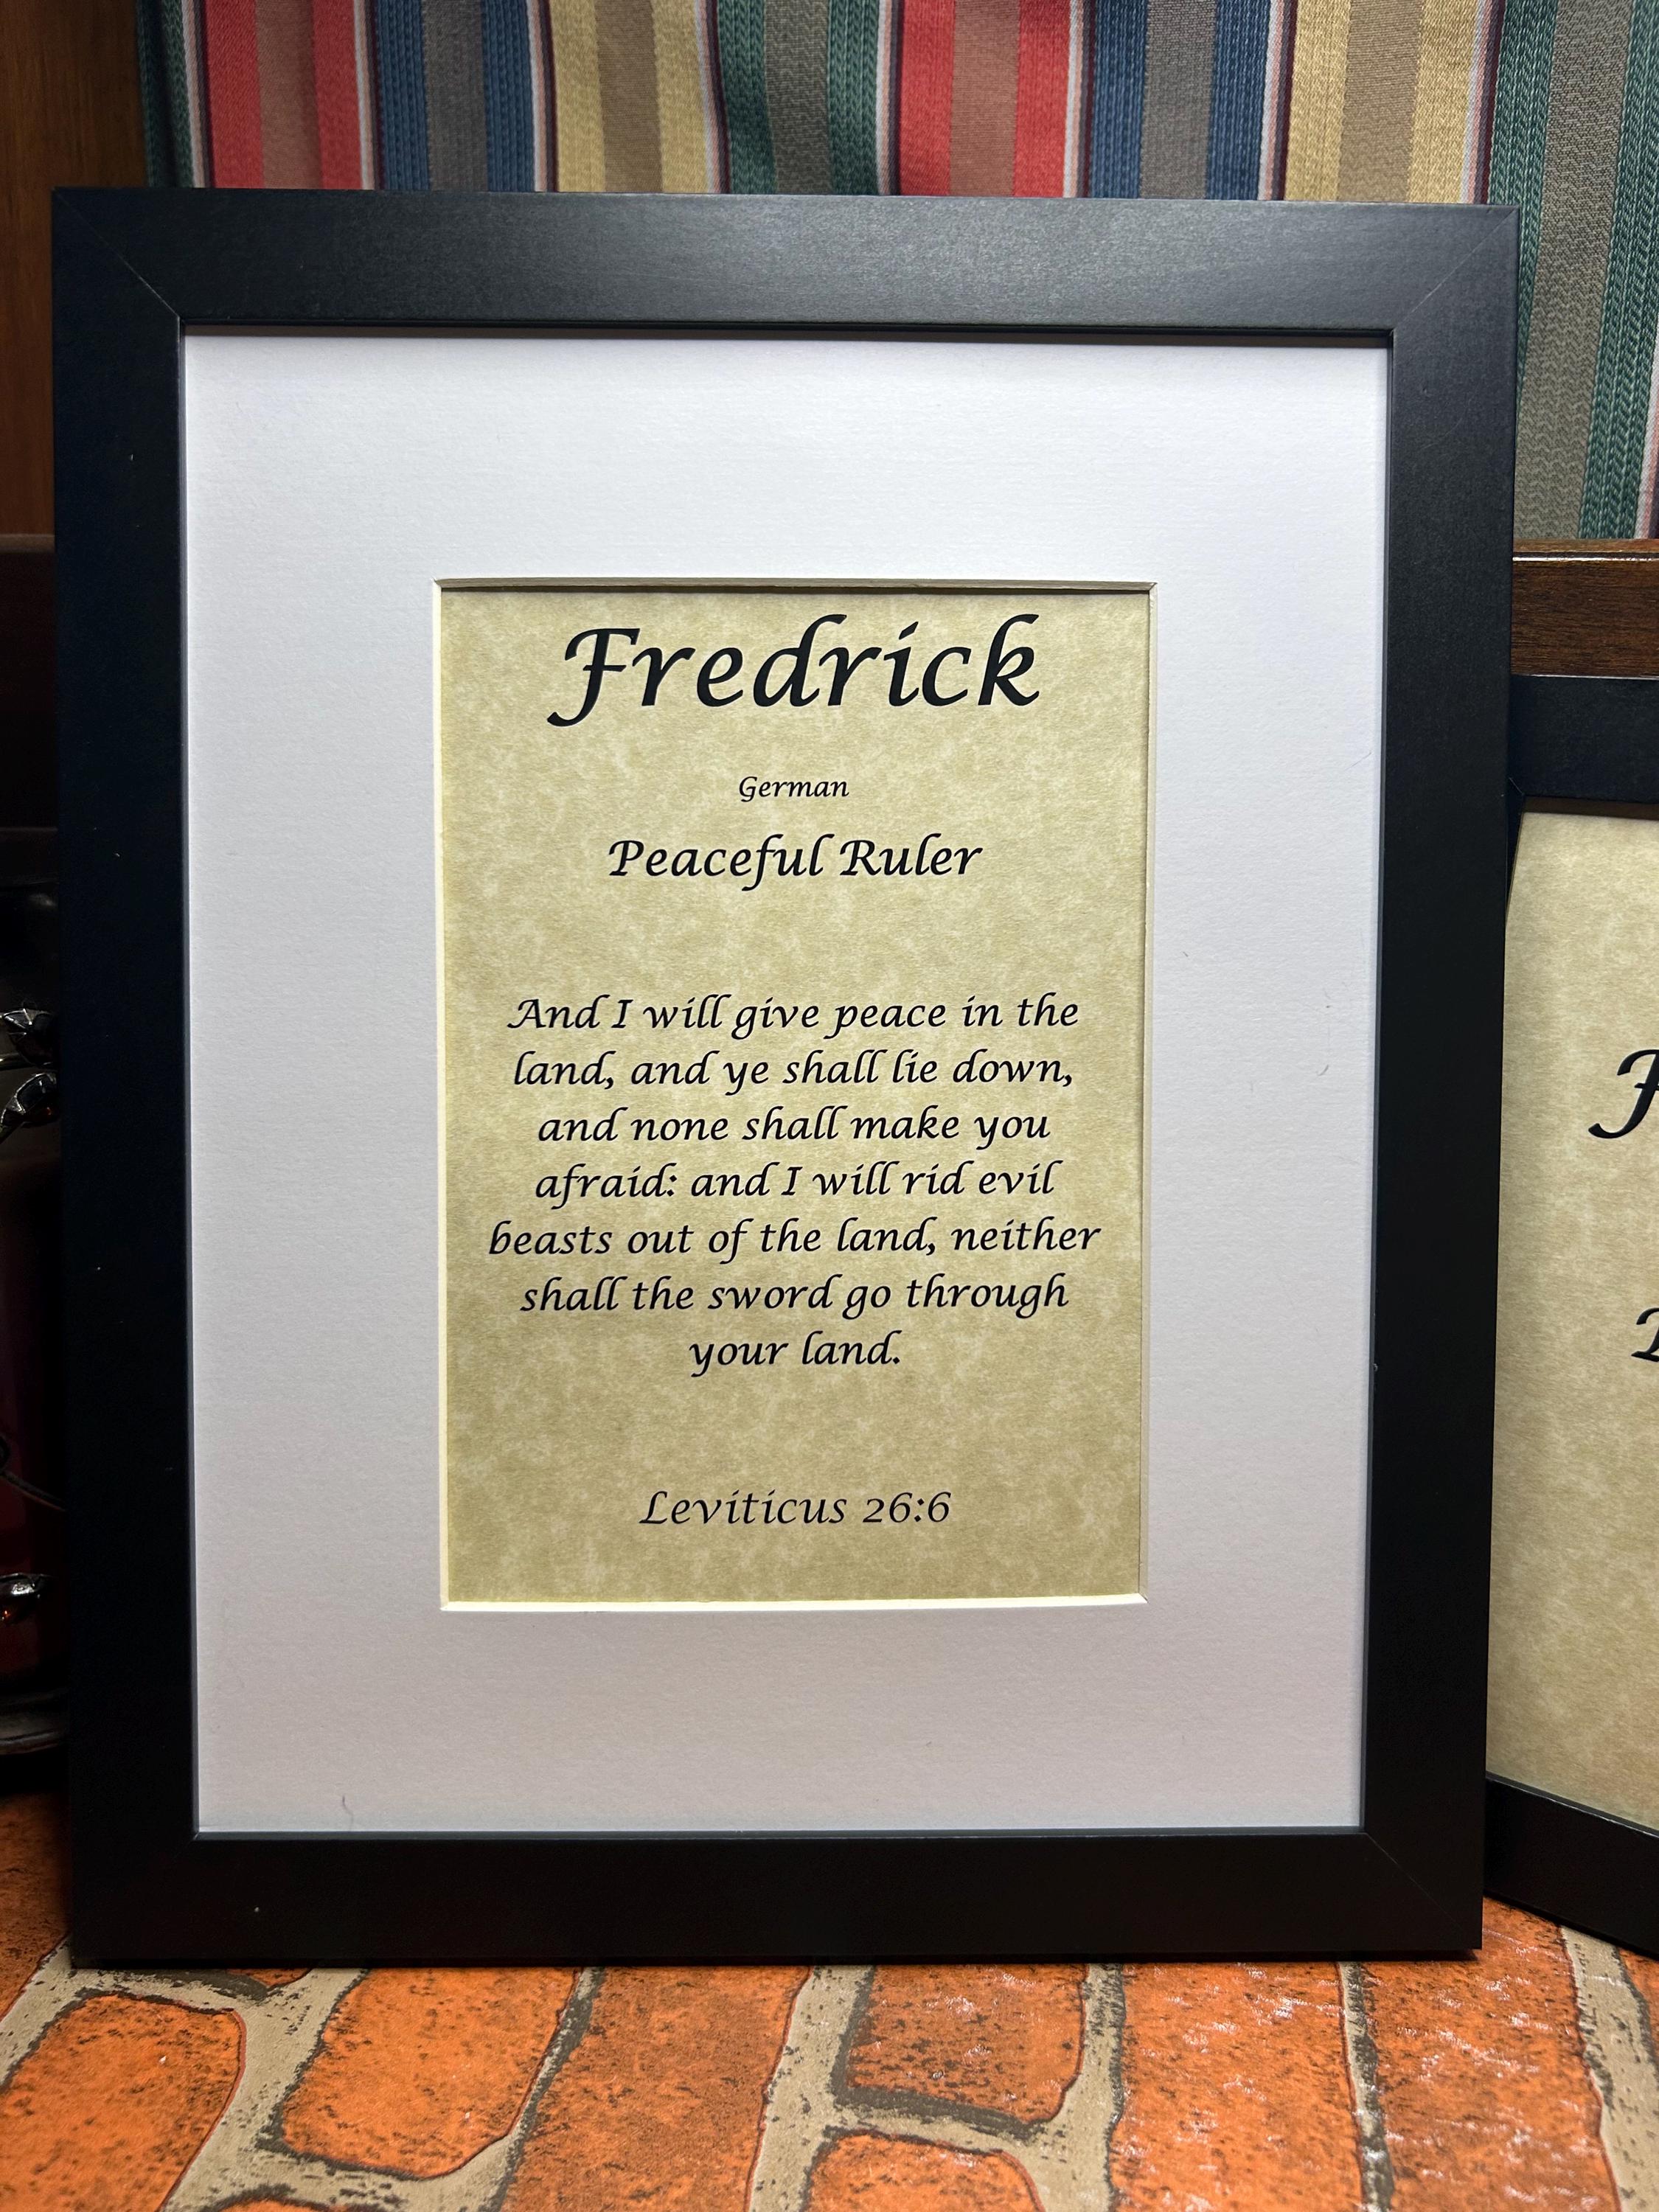 Fredrick
German
Peaceful Ruler
And I will give peace in the
land, and ye shall lie down,
and none shall make you
afraid: and I will rid evil
beasts out of the land, neither
shall the sword go through
your land.
Leviticus 26:6